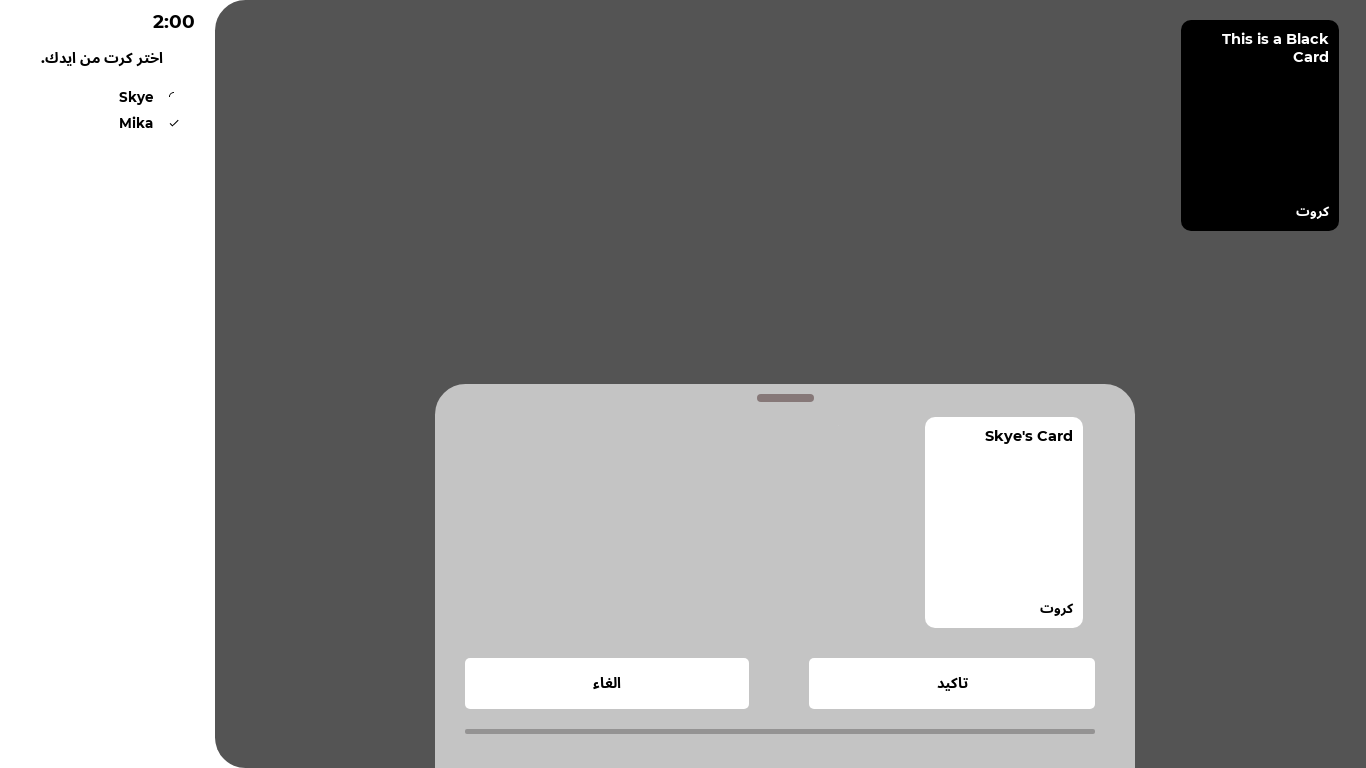 2:00
اختر كرت من ايدك.
Skye
Mika
This is a Black
Card
كروت
Skye's Card
كروت
تاكيد
الغاء